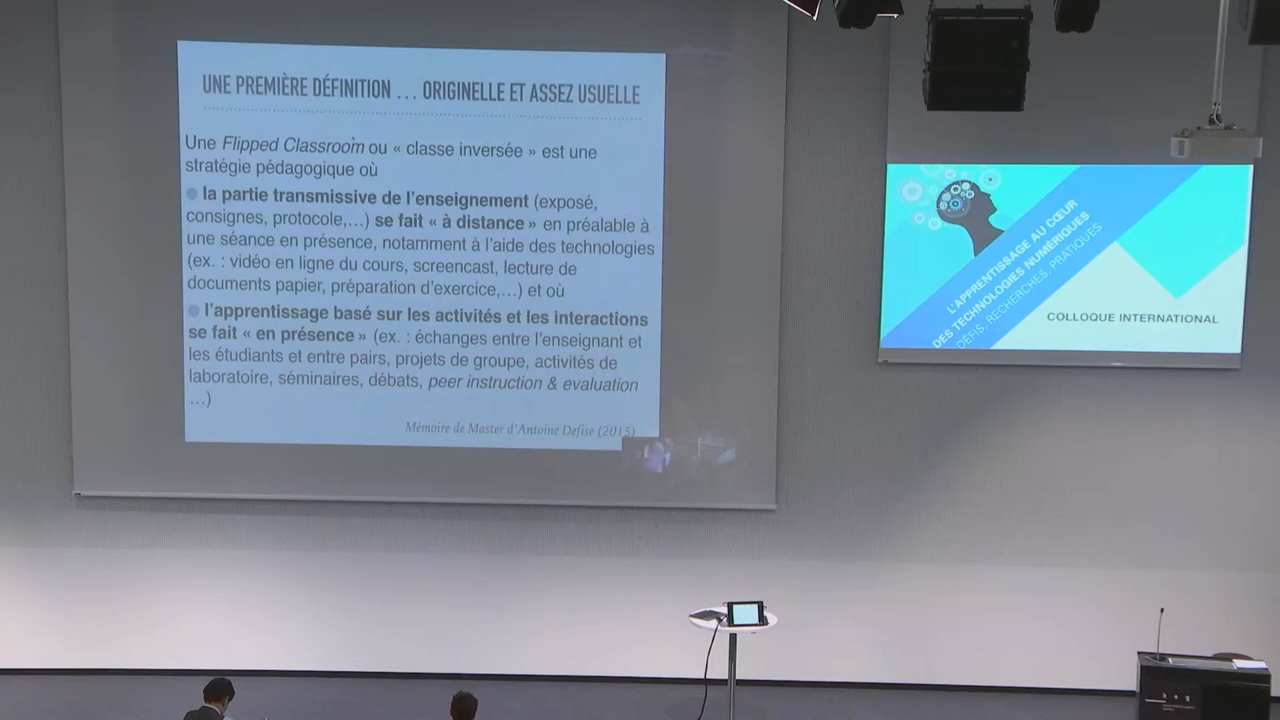 UNE PREMIÈRE DÉFINITION ... ORIGINELLE ET ASSEZ USUELLE
Une Flipped Classroom ou « classe inversée » est une
stratégie pédagogique où
la partie transmissive de l'enseignement (exposé,
consignes, protocole,...) se fait « à distance » en préalable à
une séance en présence, notamment à l'aide des technologies
(ex. : vidéo en ligne du cours, screencast, lecture de
documents papier, préparation d'exercice,...) et où
l'apprentissage basé sur les activités et les interactions
se fait « en présence » (ex. : échanges entre l'enseignant et
les étudiants et entre pairs, projets de groupe, activités de
laboratoire, séminaires, débats, peer instruction & evaluation
...)
Mémoire de Master d'Antoine Defise (2015)
L'APPRENTISSAGE AU CŒUR
DES TECHNOLOGIES NUMÉRIQUES
DÉFIS, RECHERCHES, PRATIQUES
COLLOQUE INTERNATIONAL